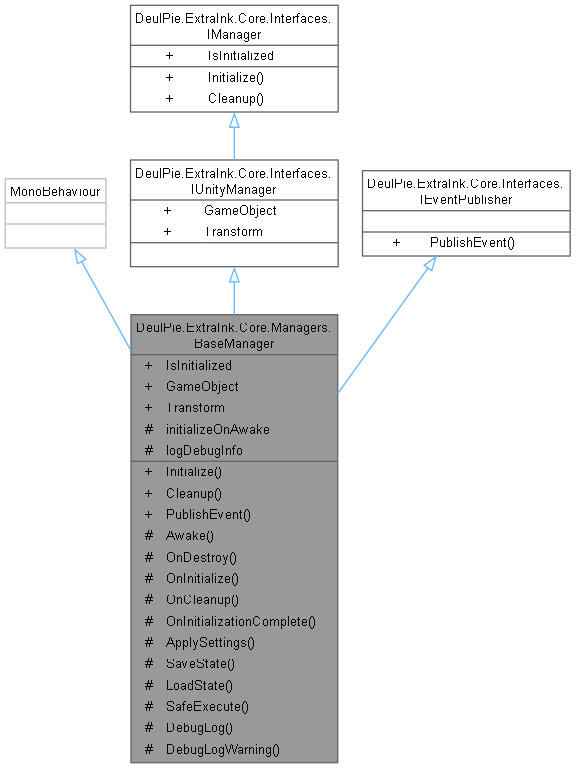 DeulPie.ExtraInk.Core.Interfaces.
IManager
+ IsInitialized
+ Initialize()
+ Cleanup()
DeulPie.ExtraInk.Core.Interfaces.
IUnityManager
+ GameObject
+ Transform
MonoBehaviour
DeulPie.ExtraInk.Core.Interfaces.
IEventPublisher
+ PublishEvent()
DeulPie.ExtraInk.Core.Managers.
BaseManager
+ IsInitialized
+ GameObject
+ Transform
# initializeOnAwake
# logDebugInfo
+ Initialize()
+ Cleanup()
+ PublishEvent()
# Awake()
# OnDestroy()
# OnInitialize()
# OnCleanup()
# OnInitializationComplete()
# ApplySettings()
# SaveState()
# LoadState()
# SafeExecute()
# DebugLog()
# DebugLogWarning()